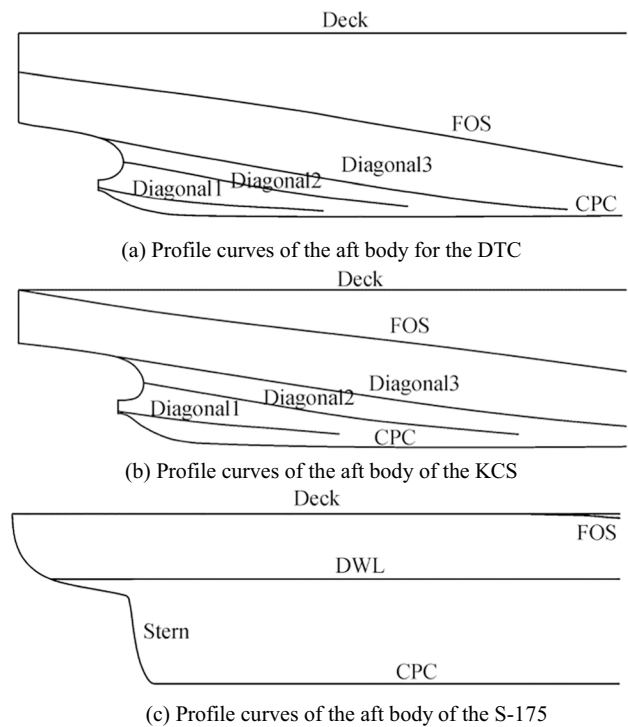 Deck
FOS
Diagonal3
Diagonal2
Diagonal1
CPC
(a) Profile curves of the aft body for the DTC
Deck
FOS
Diagonal3
Diagonal2
Diagonal1
CPC
(b) Profile curves of the aft body of the KCS
Deck
FOS
DWL
Stern
CPC
(c) Profile curves of the aft body of the S-175